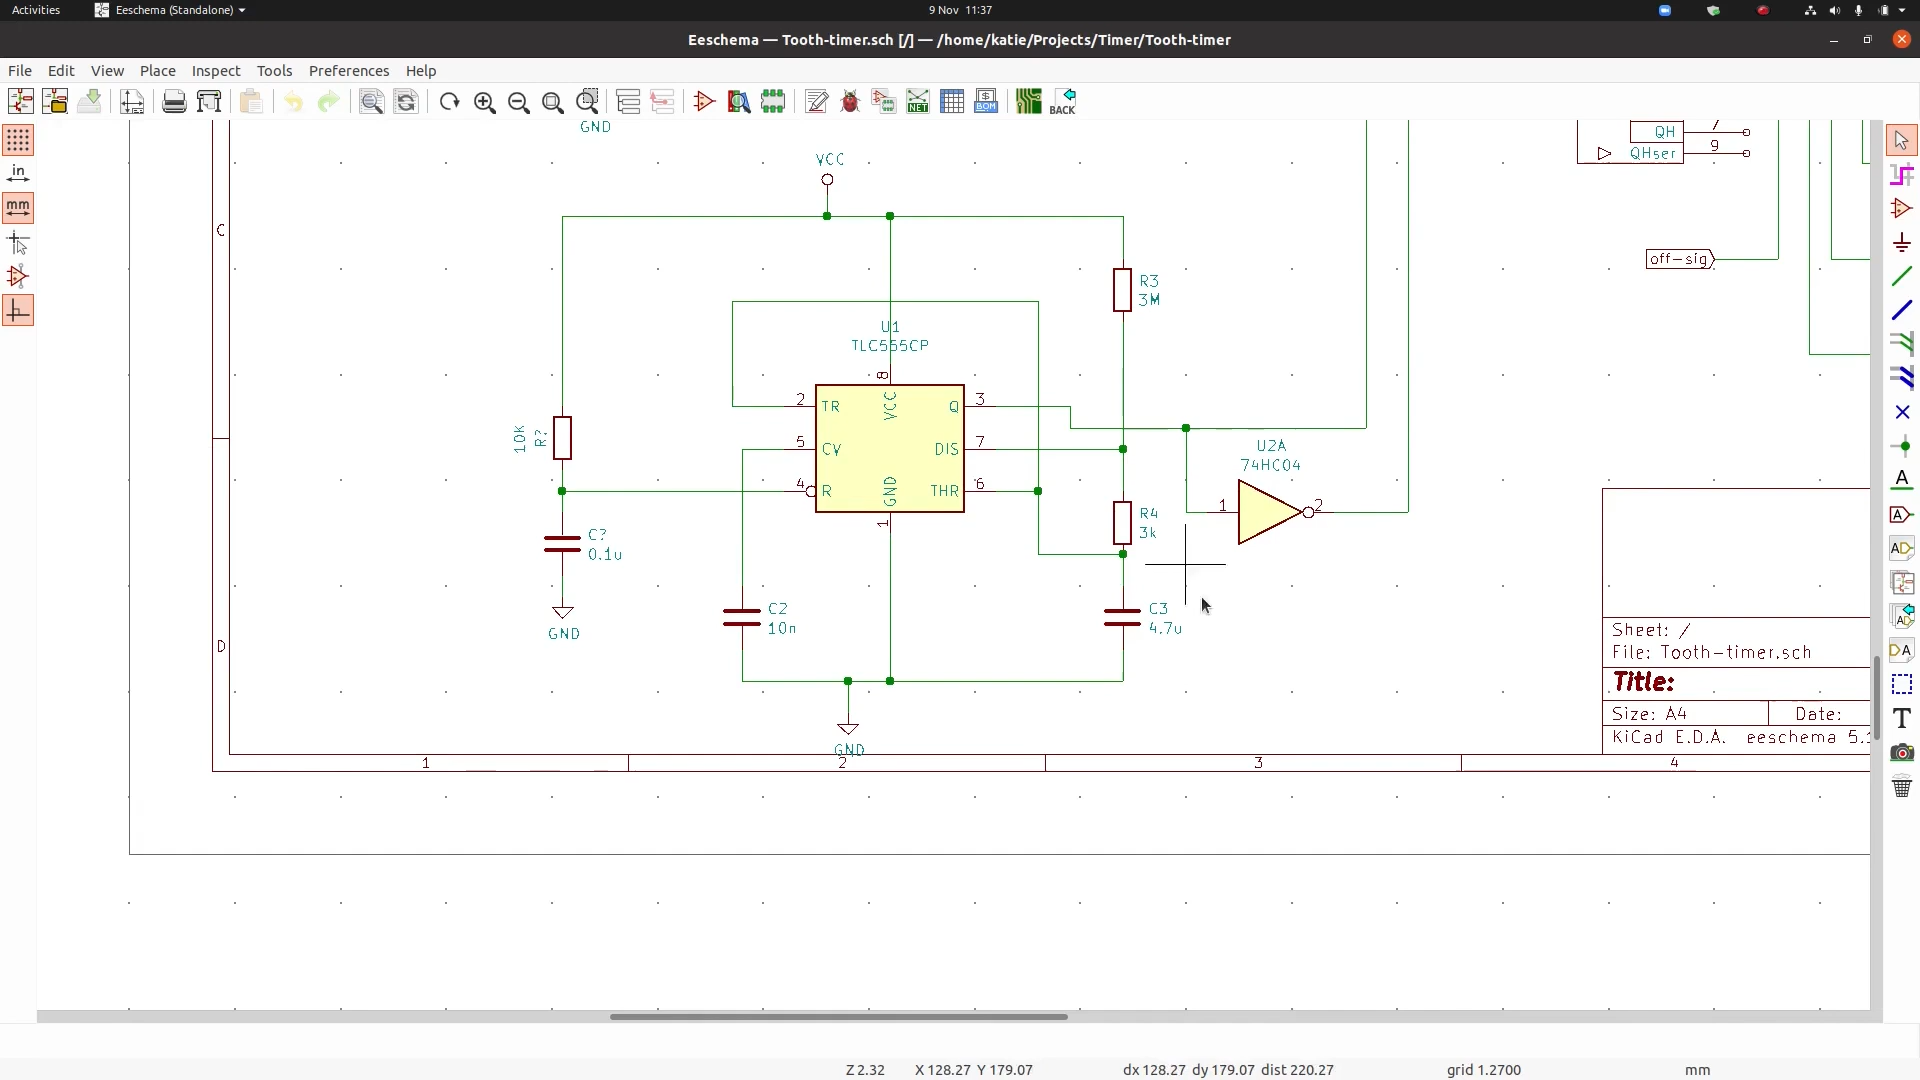 Activities
Eeschema (Standalone)
9 Nov 11:37
Eeschema — Tooth-timer.sch [/] — /home/katie/Projects/Timer/Tooth-timer
File Edit View Place Inspect Tools Preferences Help
NET
BOM
BACK
in
mm
GND
VCC
QH
7
QHser
9
C
off-sig
R3
3M
U1
TLC555CP
8
2 TR
VCC
Q 3
10K
R?
5 CV
DIS 7
U2A
74HC04
4 R
GND
THR 6
1
R4
3k
1
2
C?
0.1u
GND
C2
10n
C3
4.7u
D
GND
Sheet: /
File: Tooth-timer.sch
Title:
Size: A4
Date:
KiCad E.D.A. eeschema 5.1
1
2
3
4
A
A
AD
AD
DA
T
Z 2.32
X 128.27 Y 179.07
dx 128.27 dy 179.07 dist 220.27
grid 1.2700
mm